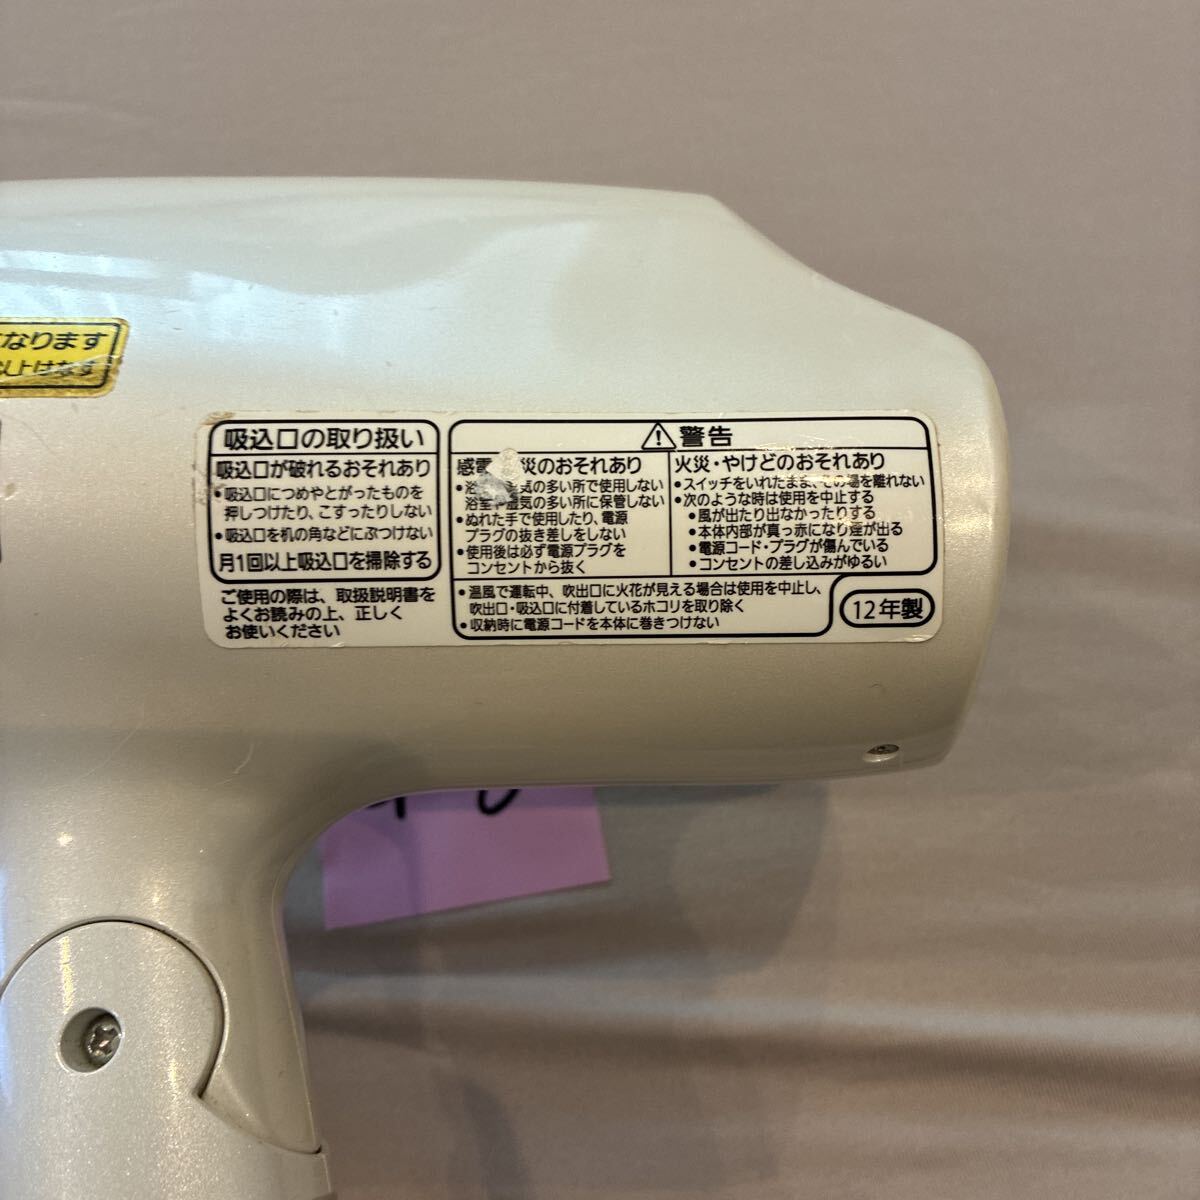 なります
以上はなす
吸込口の取り扱い
吸込口が破れるおそれあり
•吸込口につめやとがったものを
押しつけたり、こすったりしない
•吸込口を机の角などにぶつけない
月1回以上吸込口を掃除する
ご使用の際は、取扱説明書を
よくお読みの上、正しく
お使いください
⚠警告
感電 災のおそれあり
•浴 気の多い所で使用しない
浴室や湿気の多い所に保管しない
•ぬれた手で使用したり、電源
プラグの抜き差しをしない
•使用後は必ず電源プラグを
コンセントから抜く
火災・やけどのおそれあり
•スイッチをいれたまま、その場を離れない
•次のような時は使用を中止する
•風が出たり出なかったりする
•本体内部が真っ赤になり煙が出る
•電源コード・プラグが傷んでいる
•コンセントの差し込みがゆるい
•温風で運転中、吹出口に火花が見える場合は使用を中止し、
吹出口・吸込口に付着しているホコリを取り除く
•収納時に電源コードを本体に巻きつけない
12年製